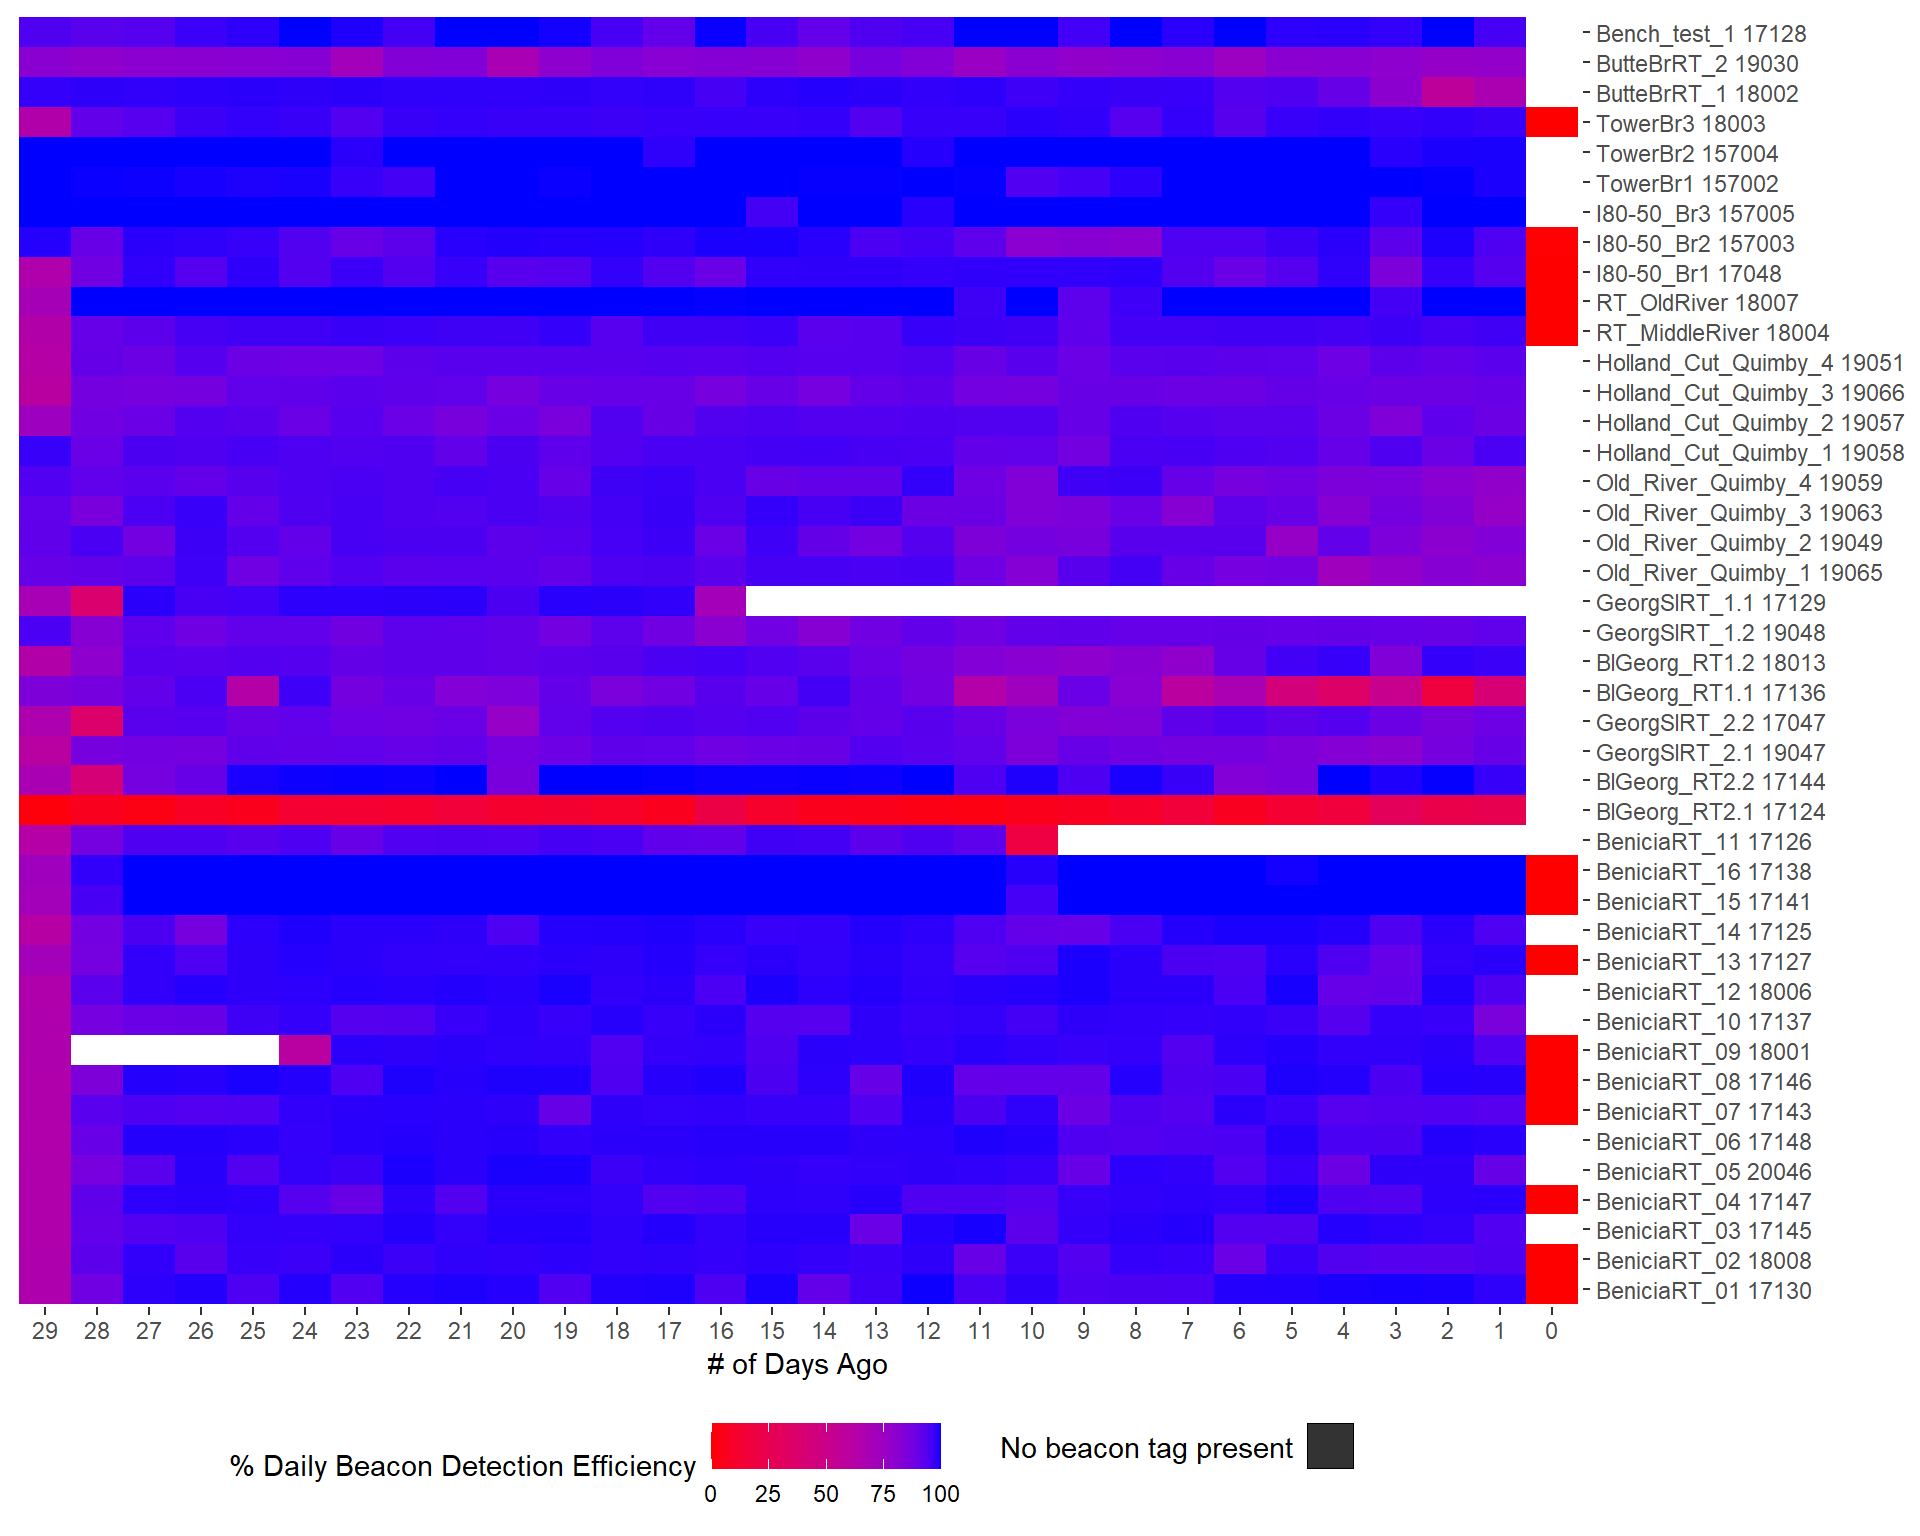 Bench_test_1 17128
ButteBrRT_2 19030
ButteBrRT_1 18002
TowerBr3 18003
TowerBr2 157004
TowerBr1 157002
I80-50_Br3 157005
I80-50_Br2 157003
I80-50_Br1 17048
RT_OldRiver 18007
RT_MiddleRiver 18004
Holland_Cut_Quimby_4 19051
Holland_Cut_Quimby_3 19066
Holland_Cut_Quimby_2 19057
Holland_Cut_Quimby_1 19058
Old_River_Quimby_4 19059
Old_River_Quimby_3 19063
Old_River_Quimby_2 19049
Old_River_Quimby_1 19065
GeorgSlRT_1.1 17129
GeorgSlRT_1.2 19048
BlGeorg_RT1.2 18013
BlGeorg_RT1.1 17136
GeorgSlRT_2.2 17047
GeorgSlRT_2.1 19047
BlGeorg_RT2.2 17144
BlGeorg_RT2.1 17124
BeniciaRT_11 17126
BeniciaRT_16 17138
BeniciaRT_15 17141
BeniciaRT_14 17125
BeniciaRT_13 17127
BeniciaRT_12 18006
BeniciaRT_10 17137
BeniciaRT_09 18001
BeniciaRT_08 17146
BeniciaRT_07 17143
BeniciaRT_06 17148
BeniciaRT_05 20046
BeniciaRT_04 17147
BeniciaRT_03 17145
BeniciaRT_02 18008
BeniciaRT_01 17130
29 28 27 26 25 24 23 22 21 20 19 18 17 16 15 14 13 12 11 10 9 8 7 6 5 4 3 2 1 0
# of Days Ago
% Daily Beacon Detection Efficiency
0 25 50 75 100
No beacon tag present